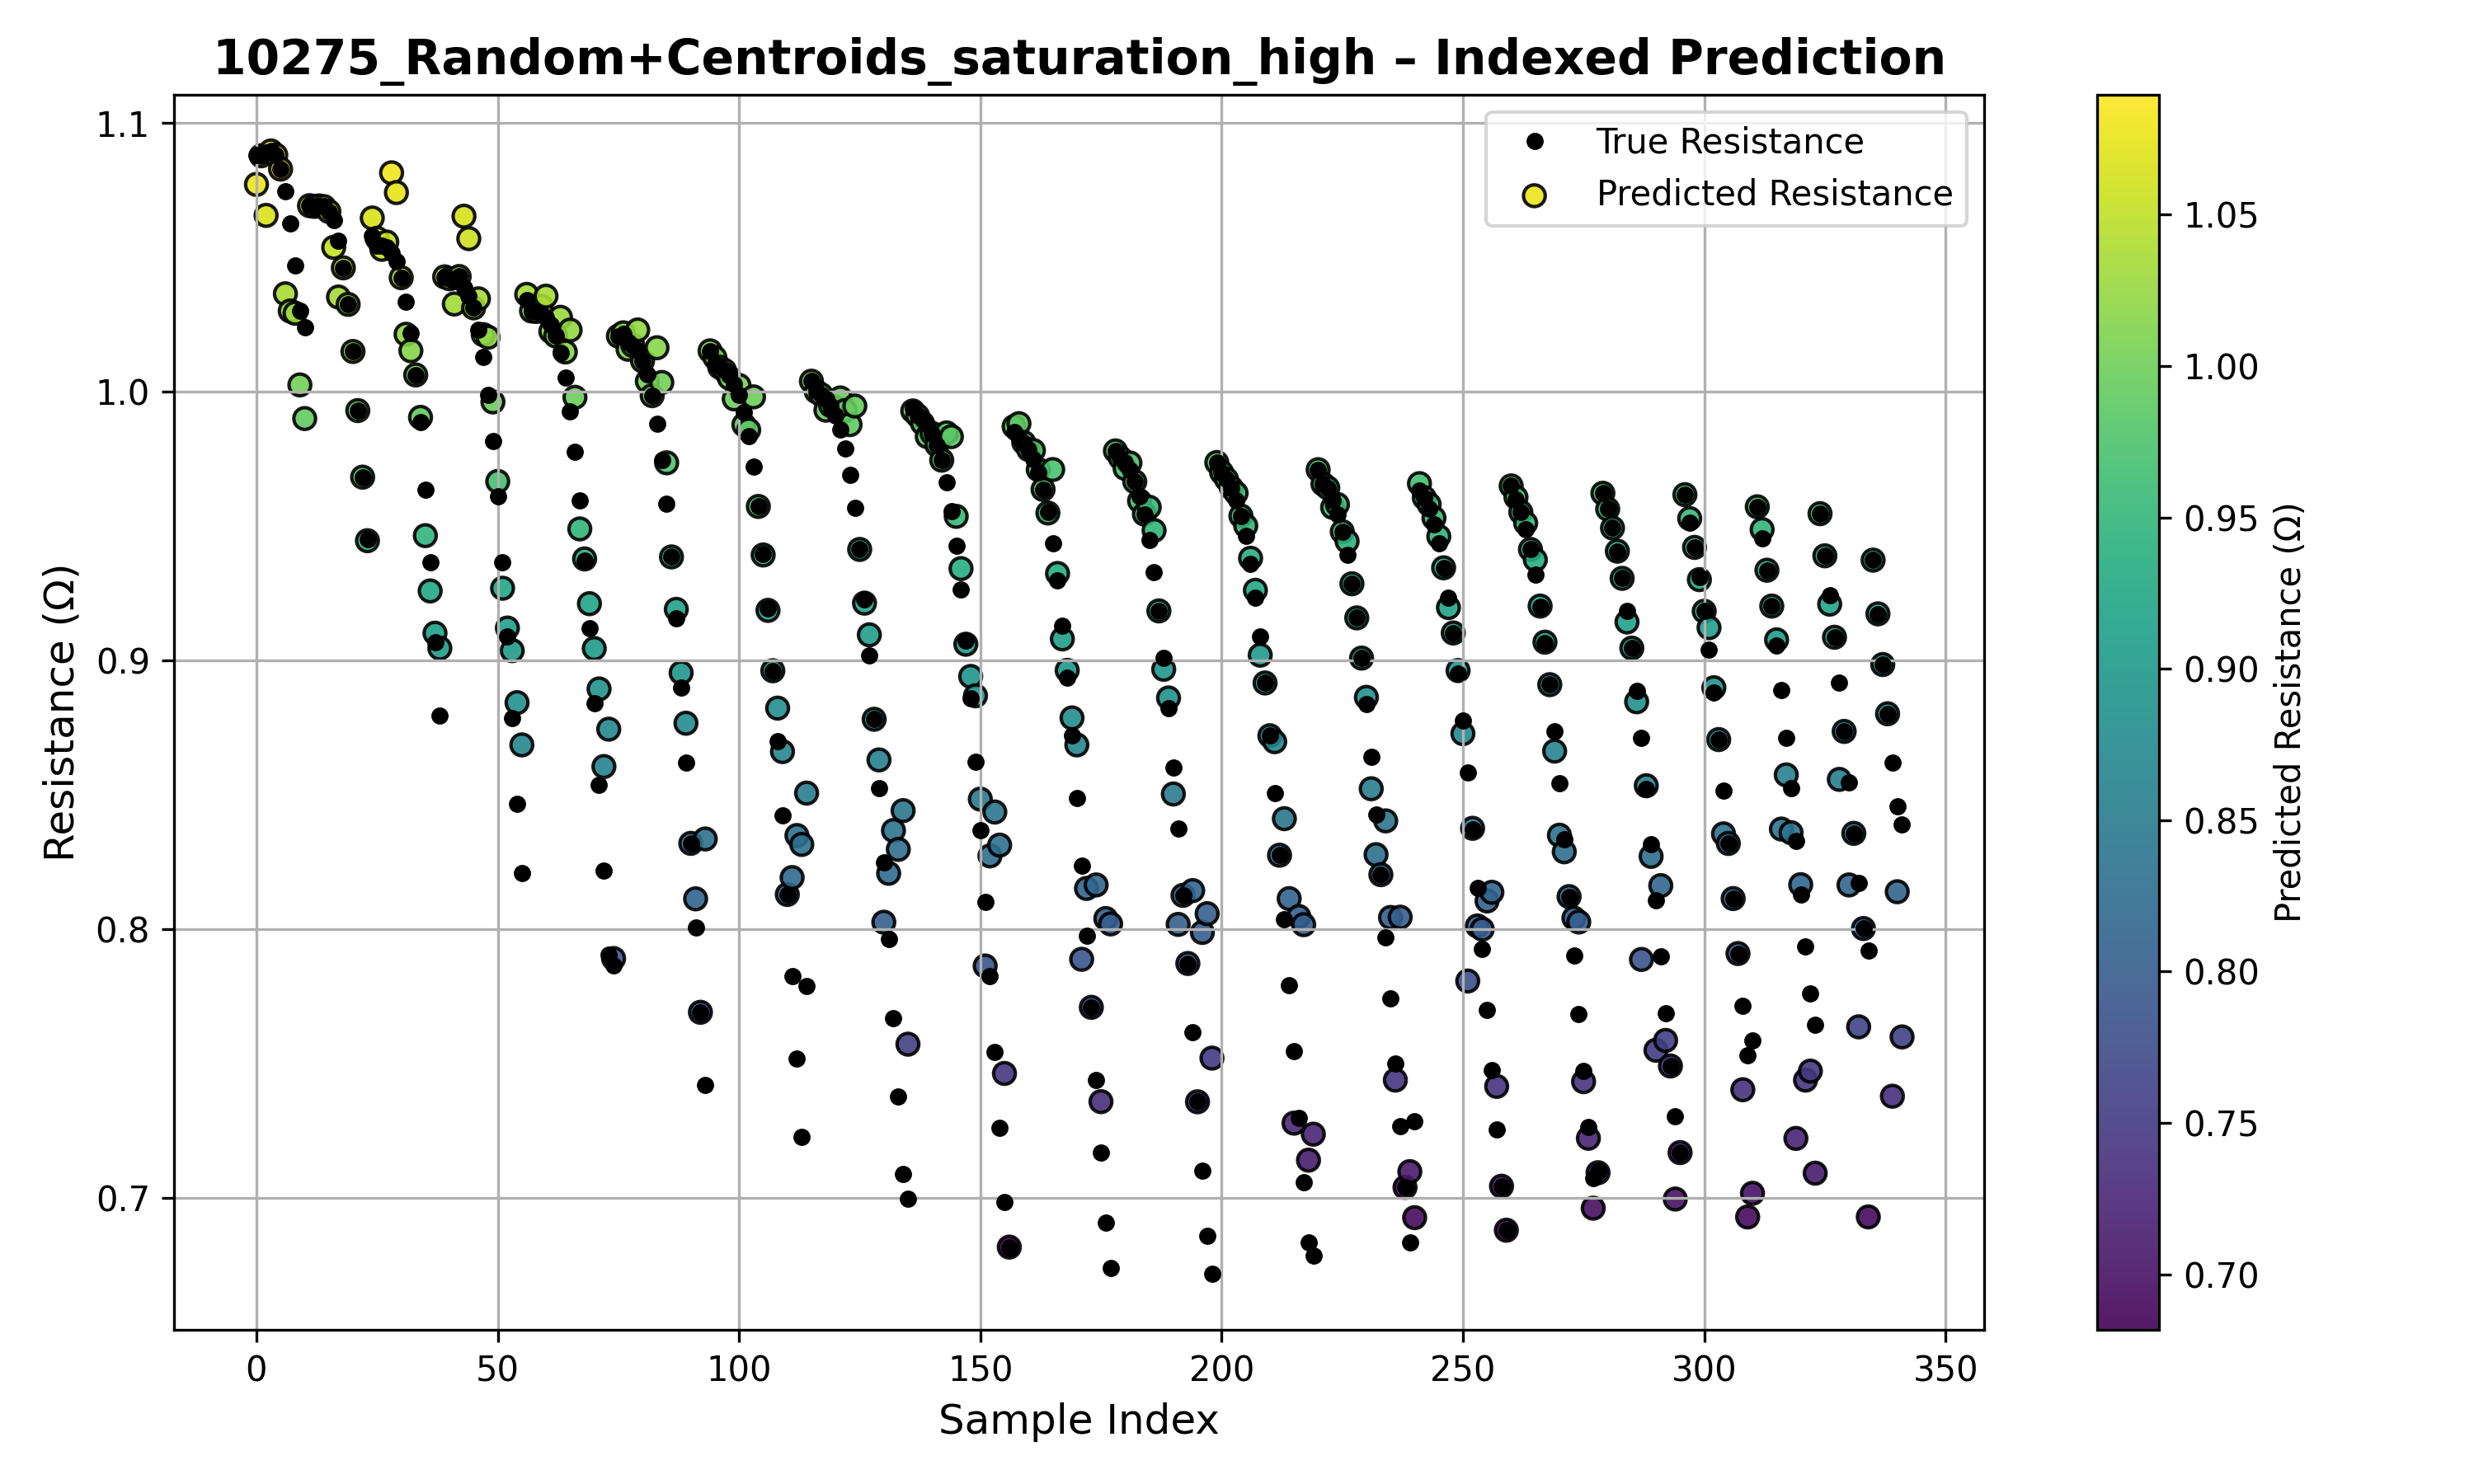 10275_Random+Centroids_saturation_high – Indexed Prediction
True Resistance
Predicted Resistance
Resistance (Ω)
1.1
1.0
0.9
0.8
0.7
0 50 100 150 200 250 300 350
Sample Index
1.05
1.00
0.95
0.90
0.85
0.80
0.75
0.70
Predicted Resistance (Ω)